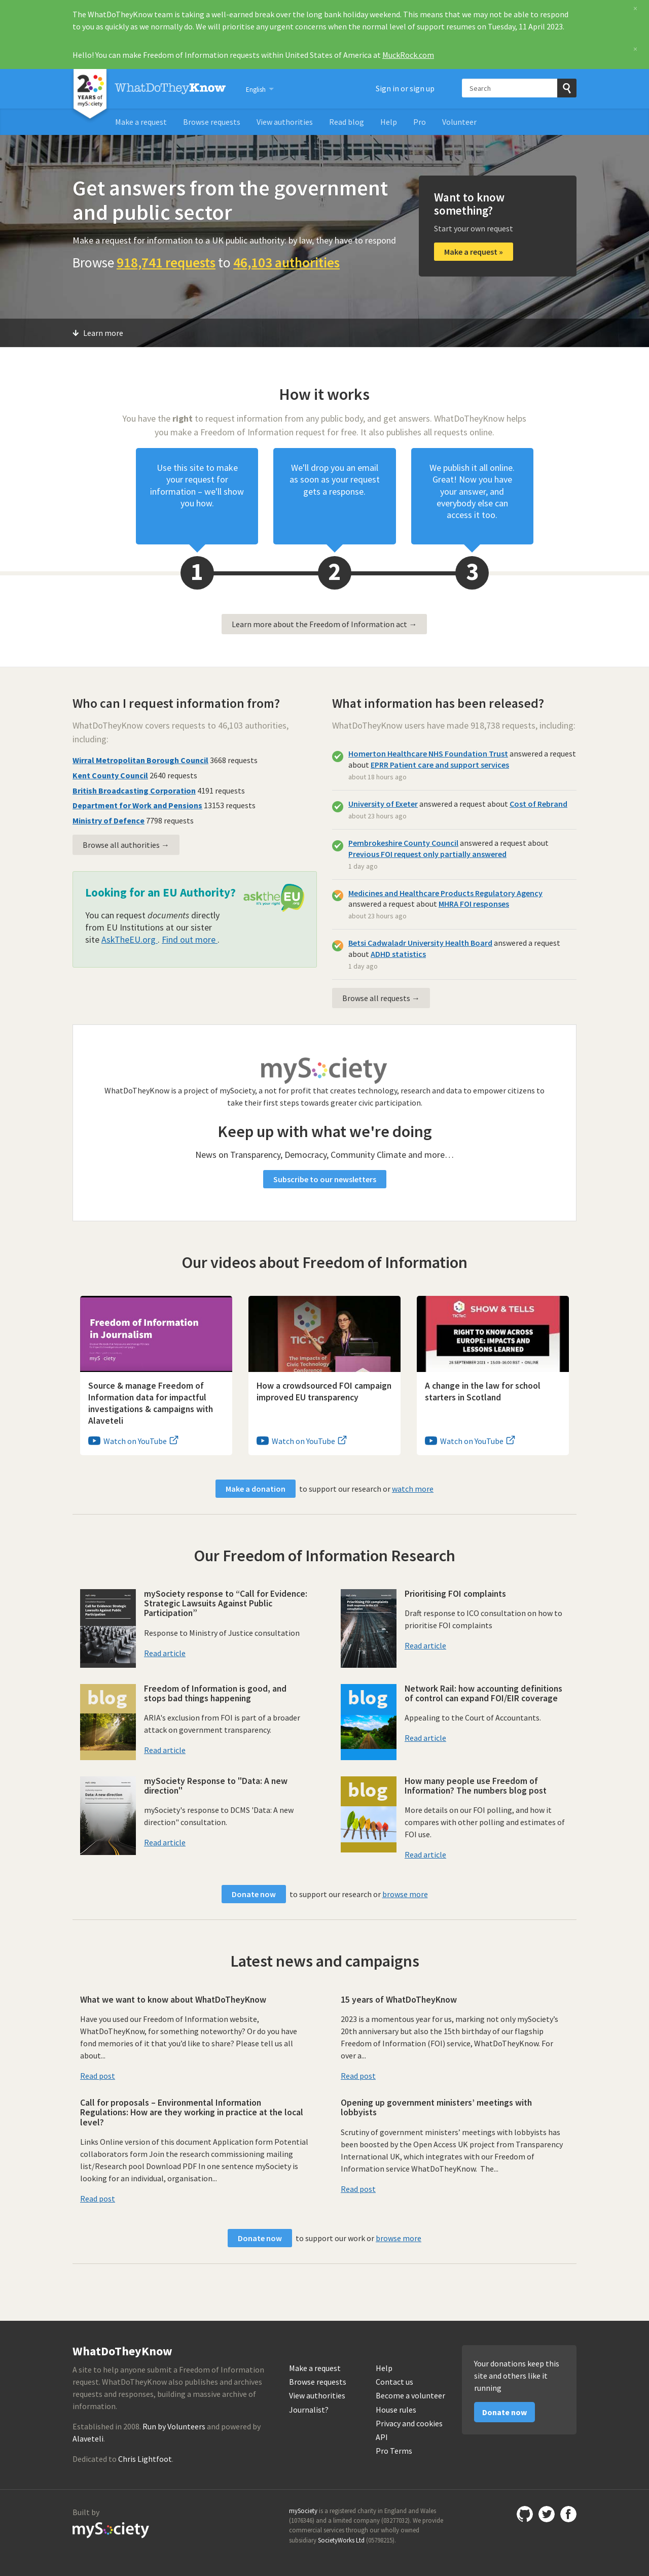 The WhatDoTheyKnow team is taking a well-earned break over the long bank holiday weekend. This means that we may not be able to respond
to you as quickly as we normally do. We will prioritise any urgent concerns when the normal level of support resumes on Tuesday, 11 April 2023.
Hello! You can make Freedom of Information requests within United States of America at MuckRock.com
20 YEARS of mySociety
WhatDoTheyKnow
English
Sign in or sign up
Search
Make a request Browse requests View authorities Read blog Help Pro Volunteer
Get answers from the government
and public sector
Make a request for information to a UK public authority: by law, they have to respond
Browse 918,741 requests to 46,103 authorities
Want to know
something?
Start your own request
Make a request »
Learn more
How it works
You have the right to request information from any public body, and get answers. WhatDoTheyKnow helps
you make a Freedom of Information request for free. It also publishes all requests online.
Use this site to make
your request for
information – we'll show
you how.
We'll drop you an email
as soon as your request
gets a response.
We publish it all online.
Great! Now you have
your answer, and
everybody else can
access it too.
1
2
3
Learn more about the Freedom of Information act →
Who can I request information from?
WhatDoTheyKnow covers requests to 46,103 authorities,
including:
Wirral Metropolitan Borough Council 3668 requests
Kent County Council 2640 requests
British Broadcasting Corporation 4191 requests
Department for Work and Pensions 13153 requests
Ministry of Defence 7798 requests
Browse all authorities →
Looking for an EU Authority?
asktheEU.org
it's your right
You can request documents directly
from EU Institutions at our sister
site AskTheEU.org . Find out more .
What information has been released?
WhatDoTheyKnow users have made 918,738 requests, including:
Homerton Healthcare NHS Foundation Trust answered a request
about EPRR Patient care and support services
about 18 hours ago
University of Exeter answered a request about Cost of Rebrand
about 23 hours ago
Pembrokeshire County Council answered a request about
Previous FOI request only partially answered
1 day ago
Medicines and Healthcare Products Regulatory Agency
answered a request about MHRA FOI responses
about 23 hours ago
Betsi Cadwaladr University Health Board answered a request
about ADHD statistics
1 day ago
Browse all requests →
mySociety
WhatDoTheyKnow is a project of mySociety, a not for profit that creates technology, research and data to empower citizens to
take their first steps towards greater civic participation.
Keep up with what we're doing
News on Transparency, Democracy, Community Climate and more…
Subscribe to our newsletters
Our videos about Freedom of Information
Freedom of Information
in Journalism
TICTeC
The Impacts of
Civic Technology
Conference
TICTeC SHOW & TELLS
RIGHT TO KNOW ACROSS
EUROPE: IMPACTS AND
LESSONS LEARNED
Source & manage Freedom of
Information data for impactful
investigations & campaigns with
Alaveteli
Watch on YouTube
How a crowdsourced FOI campaign
improved EU transparency
Watch on YouTube
A change in the law for school
starters in Scotland
Watch on YouTube
Make a donation to support our research or watch more
Our Freedom of Information Research
mySociety response to “Call for Evidence:
Strategic Lawsuits Against Public
Participation”
Response to Ministry of Justice consultation
Read article
Prioritising FOI complaints
Draft response to ICO consultation on how to
prioritise FOI complaints
Read article
blog
Freedom of Information is good, and
stops bad things happening
ARIA's exclusion from FOI is part of a broader
attack on government transparency.
Read article
blog
Network Rail: how accounting definitions
of control can expand FOI/EIR coverage
Appealing to the Court of Accountants.
Read article
mySociety Response to "Data: A new
direction"
mySociety's response to DCMS 'Data: A new
direction" consultation.
Read article
blog
How many people use Freedom of
Information? The numbers blog post
More details on our FOI polling, and how it
compares with other polling and estimates of
FOI use.
Read article
Donate now to support our research or browse more
Latest news and campaigns
What we want to know about WhatDoTheyKnow
Have you used our Freedom of Information website,
WhatDoTheyKnow, for something noteworthy? Or do you have
fond memories of it that you’d like to share? Please tell us all
about...
Read post
15 years of WhatDoTheyKnow
2023 is a momentous year for us, marking not only mySociety’s
20th anniversary but also the 15th birthday of our flagship
Freedom of Information (FOI) service, WhatDoTheyKnow. For
over a...
Read post
Call for proposals – Environmental Information
Regulations: How are they working in practice at the local
level?
Links Online version of this document Application form Potential
collaborators form Join the research commissioning mailing
list/Research pool Download PDF In one sentence mySociety is
looking for an individual, organisation...
Read post
Opening up government ministers’ meetings with
lobbyists
Scrutiny of government ministers’ meetings with lobbyists has
been boosted by the Open Access UK project from Transparency
International UK, which integrates with our Freedom of
Information service WhatDoTheyKnow. The...
Read post
Donate now to support our work or browse more
WhatDoTheyKnow
A site to help anyone submit a Freedom of Information
request. WhatDoTheyKnow also publishes and archives
requests and responses, building a massive archive of
information.
Established in 2008. Run by Volunteers and powered by
Alaveteli.
Dedicated to Chris Lightfoot.
Make a request
Browse requests
View authorities
Journalist?
Help
Contact us
Become a volunteer
House rules
Privacy and cookies
API
Pro Terms
Your donations keep this
site and others like it
running
Donate now
Built by
mySociety
mySociety is a registered charity in England and Wales
(1076346) and a limited company (03277032). We provide
commercial services through our wholly owned
subsidiary SocietyWorks Ltd (05798215).